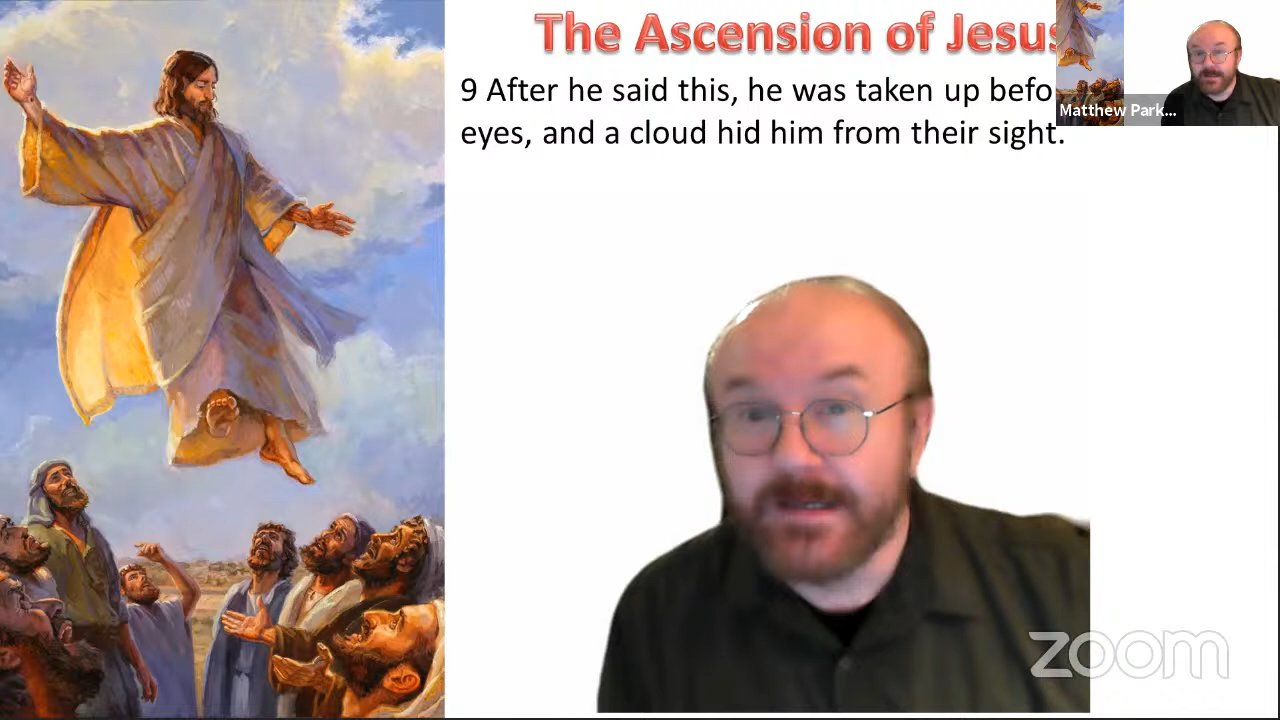 The Ascension of Jesus
9 After he said this, he was taken up befo
eyes, and a cloud hid him from their sight.
Matthew Park...
zoom